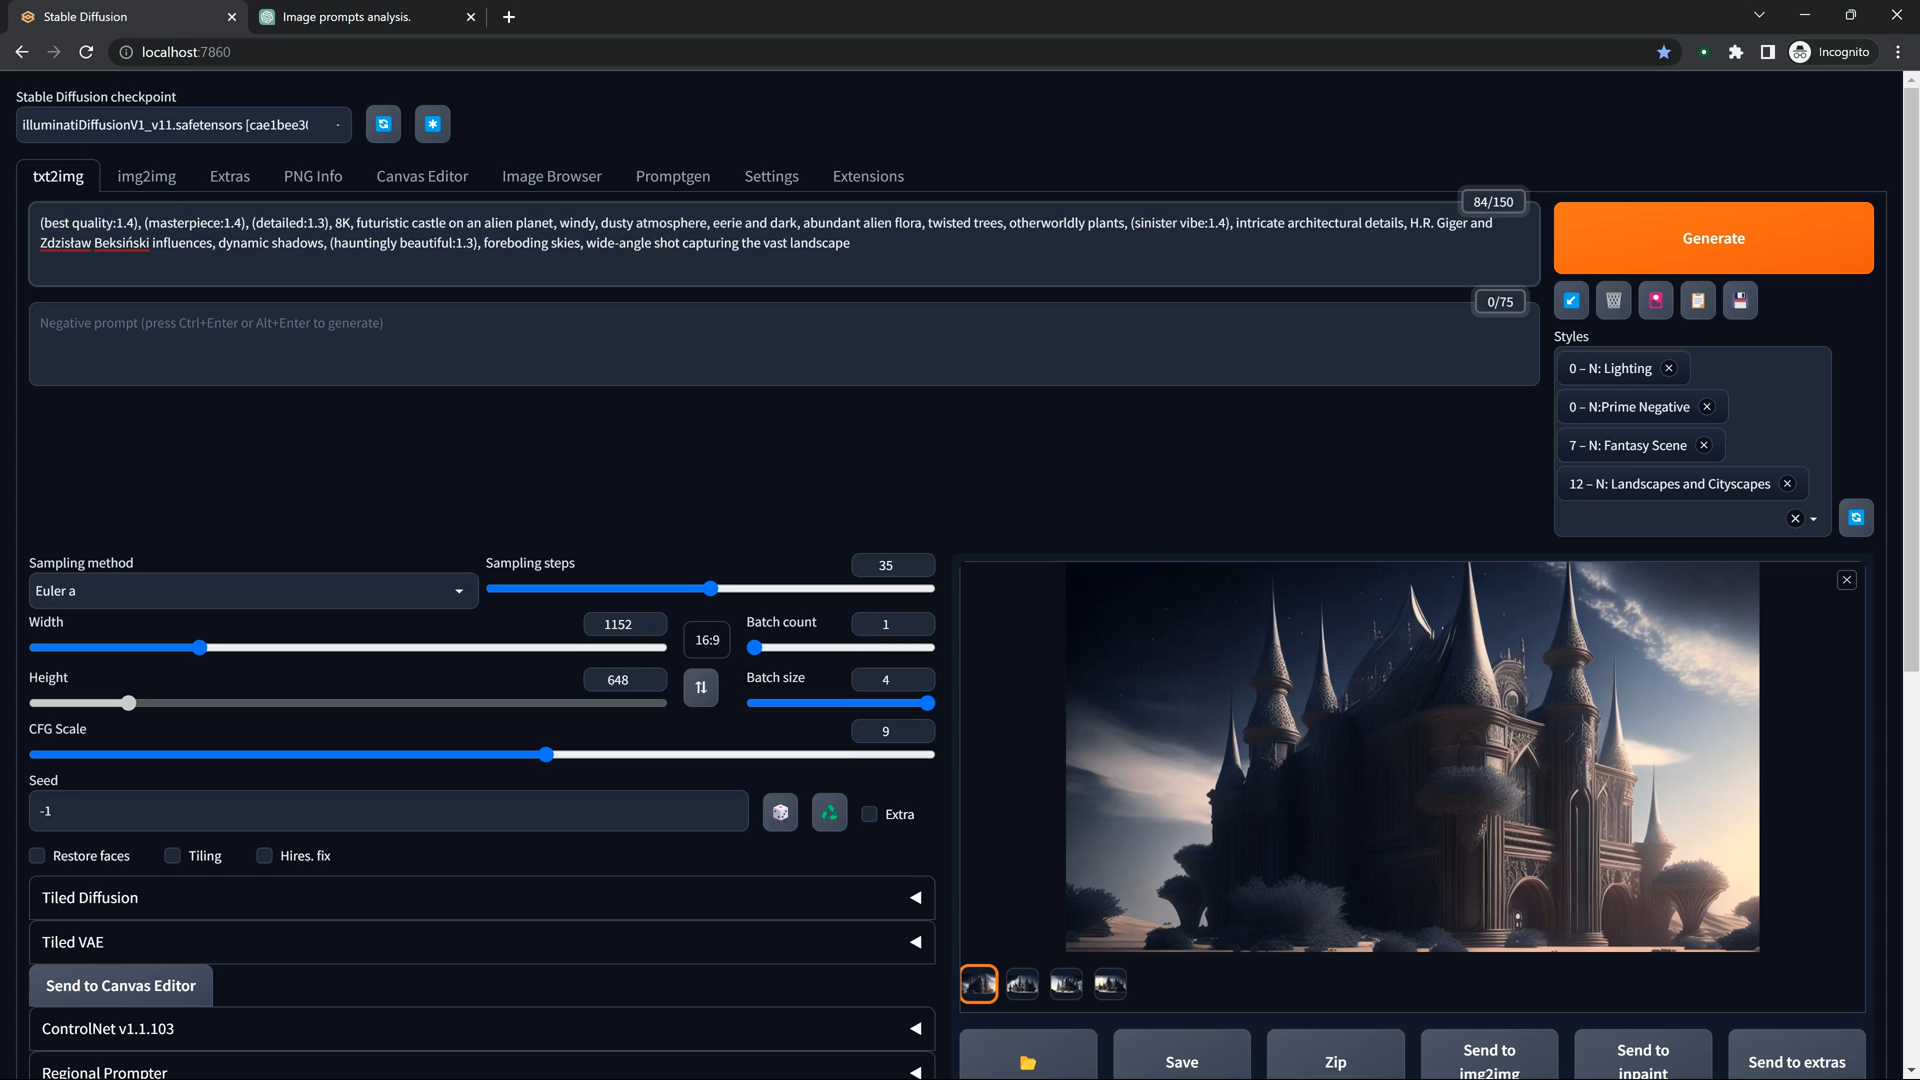 Stable Diffusion
Image prompts analysis.
localhost:7860
Incognito
Stable Diffusion checkpoint
illuminatiDiffusionV1_v11.safetensors [cae1bee3
txt2img
img2img
Extras
PNG Info
Canvas Editor
Image Browser
Promptgen
Settings
Extensions
84/150
(best quality:1.4), (masterpiece:1.4), (detailed:1.3), 8K, futuristic castle on an alien planet, windy, dusty atmosphere, eerie and dark, abundant alien flora, twisted trees, otherworldly plants, (sinister vibe:1.4), intricate architectural details, H.R. Giger and
Zdzisław Beksiński influences, dynamic shadows, (hauntingly beautiful:1.3), foreboding skies, wide-angle shot capturing the vast landscape
Generate
0/75
Negative prompt (press Ctrl+Enter or Alt+Enter to generate)
Styles
0 – N: Lighting
0 – N:Prime Negative
7 – N: Fantasy Scene
12 – N: Landscapes and Cityscapes
Sampling method
Euler a
Sampling steps
35
Width
1152
16:9
Batch count
1
Height
648
Batch size
4
CFG Scale
9
Seed
-1
Extra
Restore faces
Tiling
Hires. fix
Tiled Diffusion
Tiled VAE
Send to Canvas Editor
ControlNet v1.1.103
Regional Prompter
Save
Zip
Send to
img2img
Send to
inpaint
Send to extras